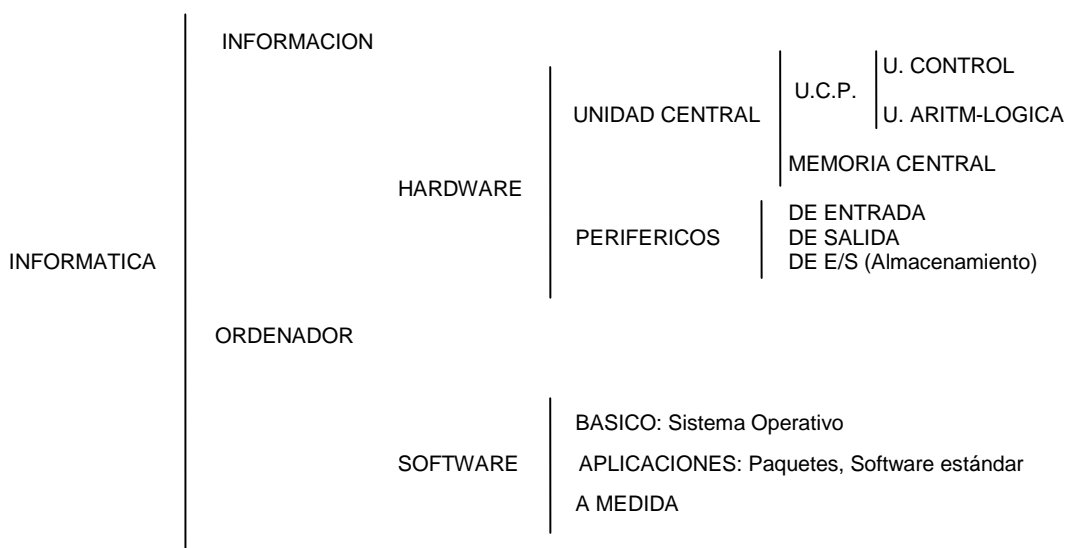 INFORMACION
U. CONTROL
U.C.P.
UNIDAD CENTRAL
U. ARITM-LOGICA
MEMORIA CENTRAL
HARDWARE
DE ENTRADA
PERIFERICOS
DE SALIDA
DE E/S (Almacenamiento)
INFORMATICA
ORDENADOR
BASICO: Sistema Operativo
SOFTWARE
APLICACIONES: Paquetes, Software estándar
A MEDIDA